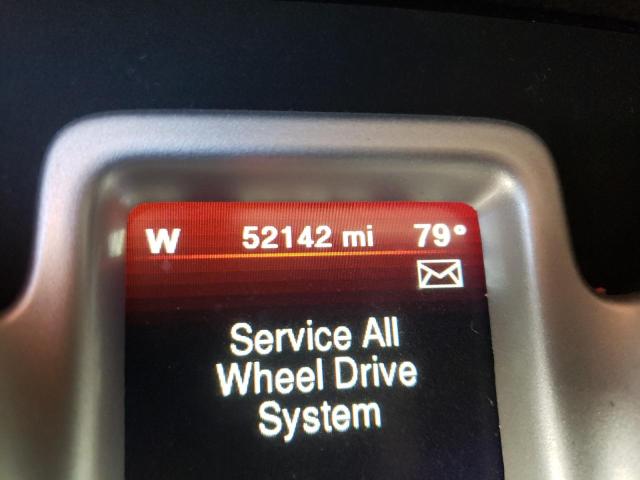 W 52142 mi 79°
Service All
Wheel Drive
System